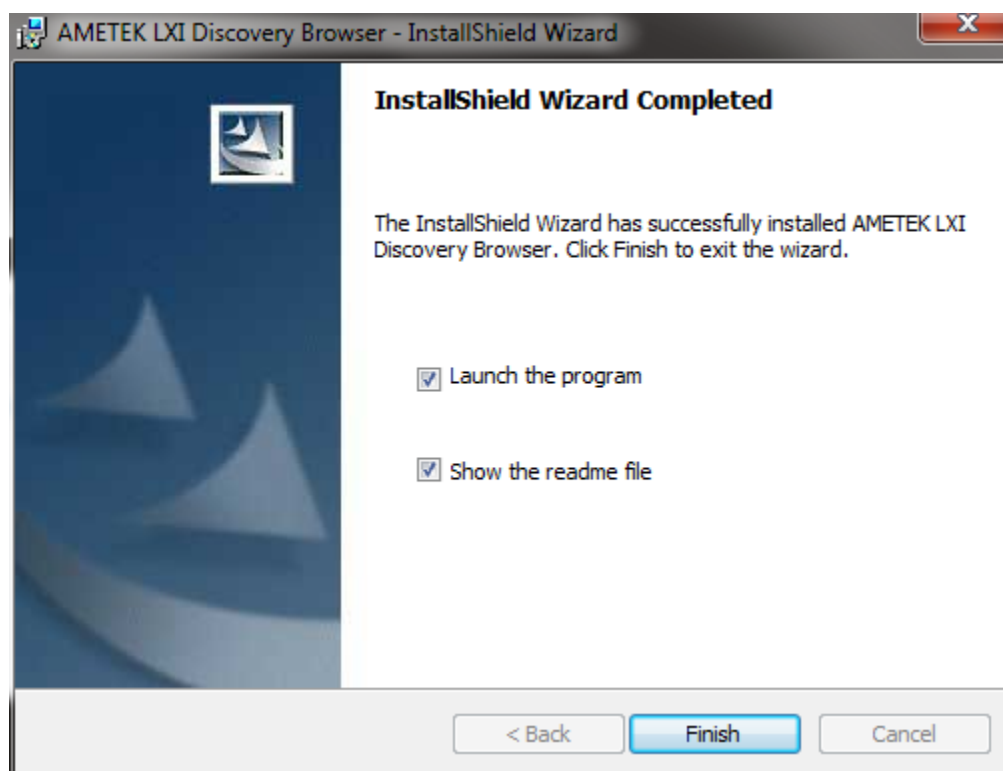 AMETEK LXI Discovery Browser - InstallShield Wizard
InstallShield Wizard Completed
The InstallShield Wizard has successfully installed AMETEK LXI
Discovery Browser. Click Finish to exit the wizard.
Launch the program
Show the readme file
< Back
Finish
Cancel